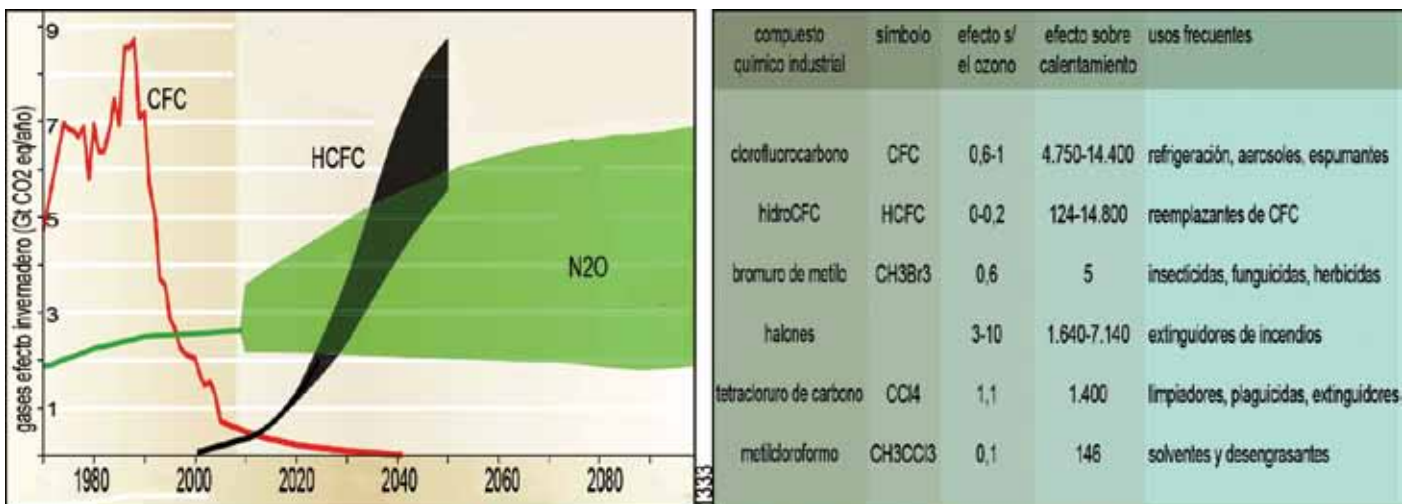 gases efecto invernadero (Gt CO2 eq/año)
9
7
5
3
1
CFC
HCFC
N2O
1980 2000 2020 2040 2060 2080
333
compuesto químico industrial
símbolo
efecto s/ el ozono
efecto sobre calentamiento
usos frecuentes
clorofluorocarbono CFC 0,6-1 4.750-14.400 refrigeración, aerosoles, espumantes
hidroCFC HCFC 0-0,2 124-14.800 reemplazantes de CFC
bromuro de metilo CH3Br3 0,6 5 insecticidas, funguicidas, herbicidas
halones 3-10 1.640-7.140 extinguidores de incendios
tetracloruro de carbono CCl4 1,1 1.400 limpiadores, plaguicidas, extinguidores
metilcloroformo CH3CCl3 0,1 146 solventes y desengrasantes